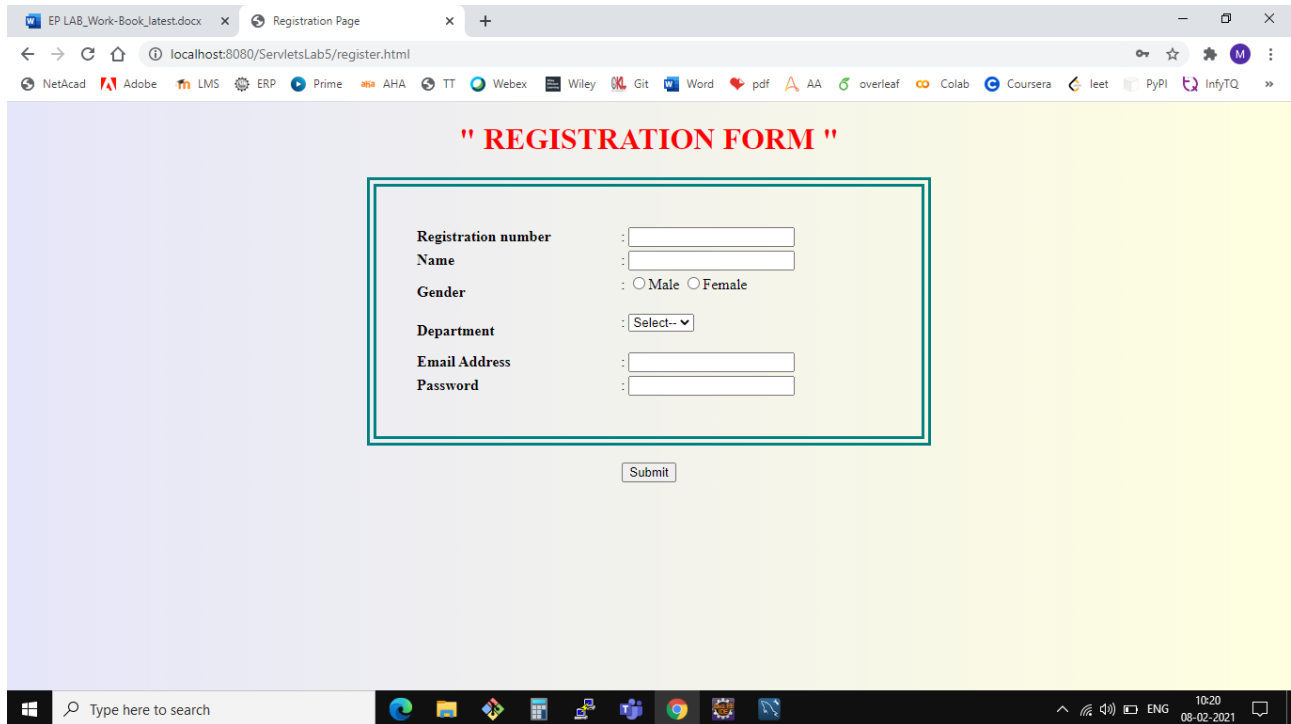 EP LAB_Work-Book_latest.docx Registration Page
localhost:8080/ServletsLab5/register.html M
NetAcad Adobe LMS ERP Prime AHA TT Webex Wiley Git Word pdf AA overleaf Colab Coursera leet PyPI InfyTQ »
" REGISTRATION FORM "
Registration number :
Name :
Gender : Male Female
Department : Select--
Email Address :
Password :
Submit
Type here to search ENG 10:20
08-02-2021